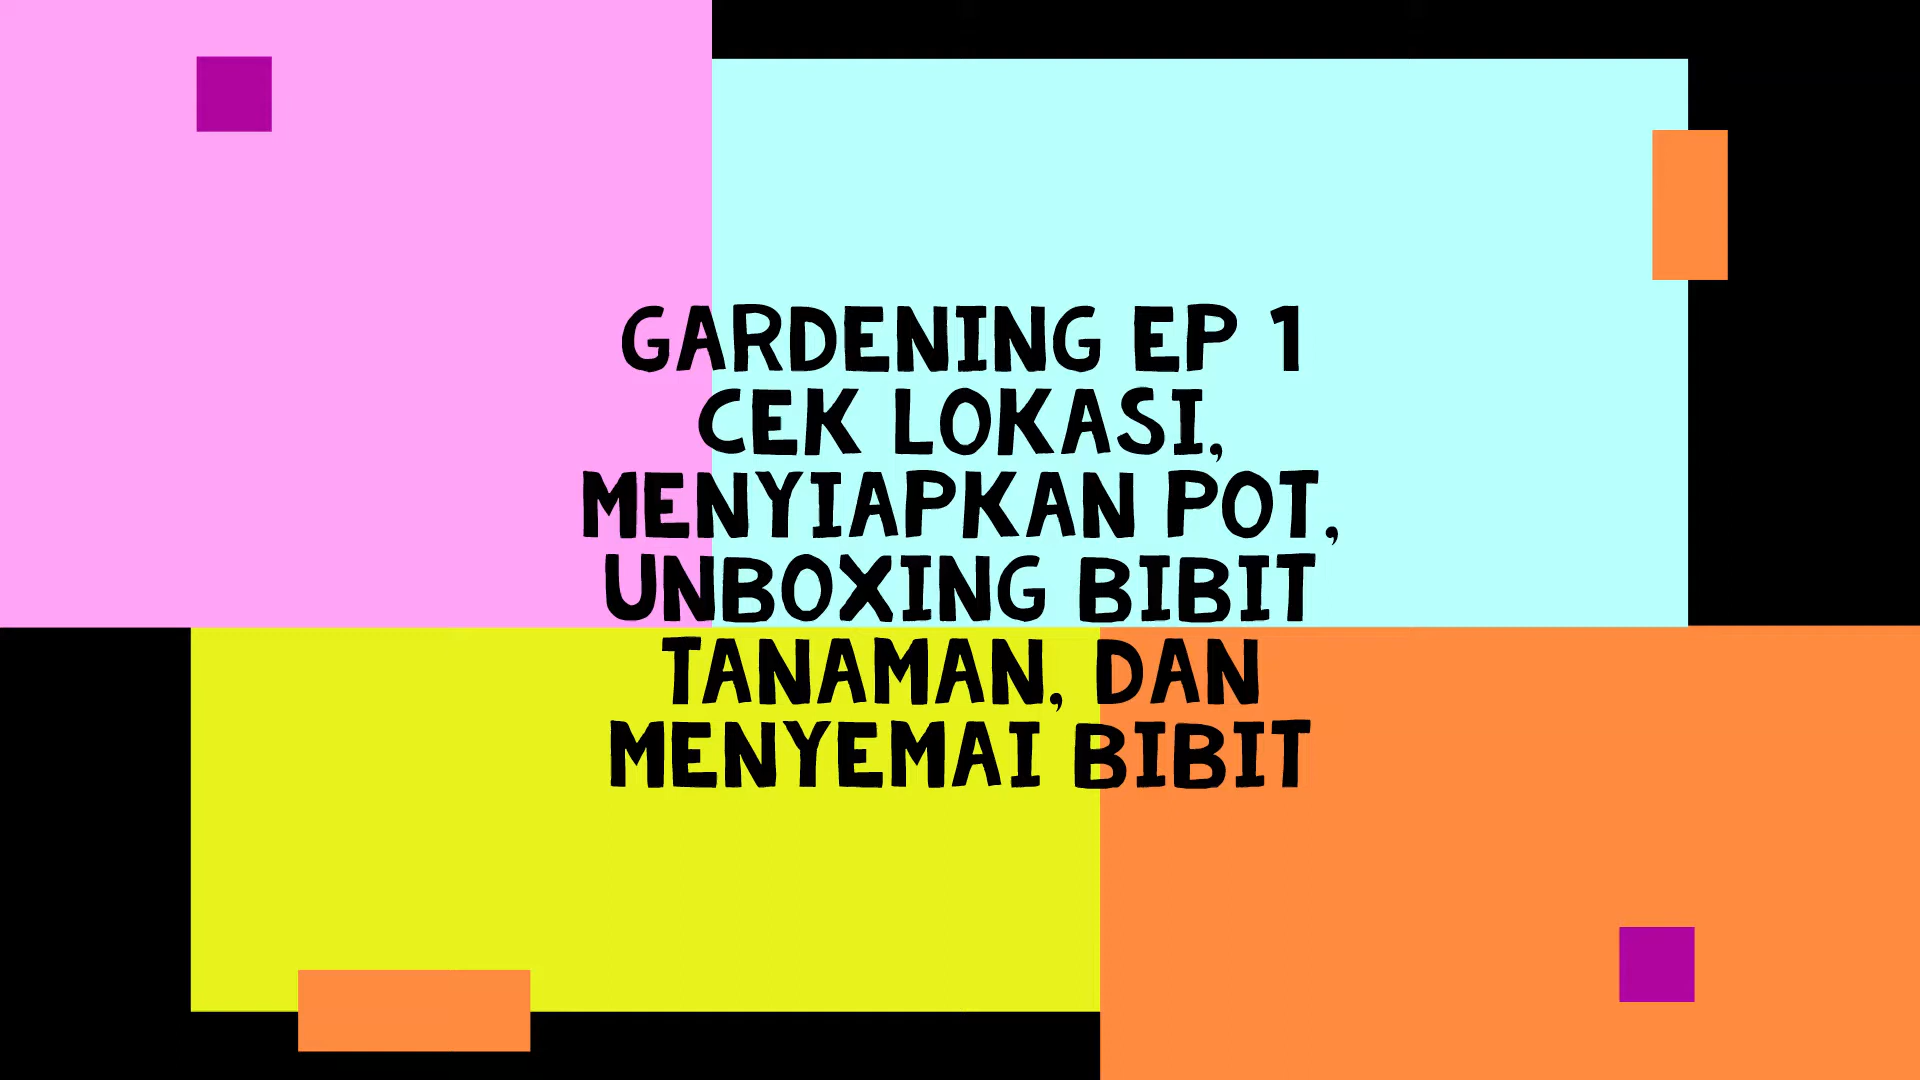 GARDENING EP 1
CEK LOKASI,
MENYIAPKAN POT,
UNBOXING BIBIT
TANAMAN, DAN
MENYEMAI BIBIT